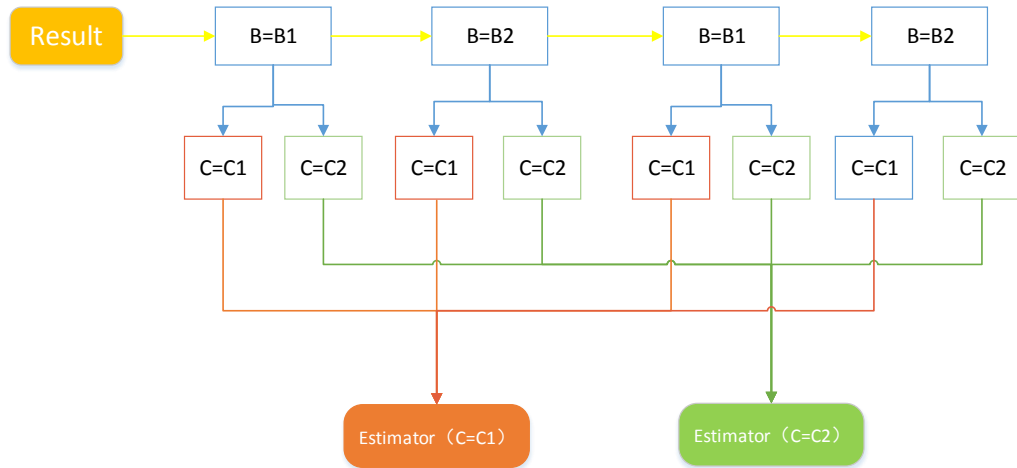 Result
B=B1
B=B2
B=B1
B=B2
C=C1
C=C2
C=C1
C=C2
C=C1
C=C2
C=C1
C=C2
Estimator（C=C1）
Estimator（C=C2）